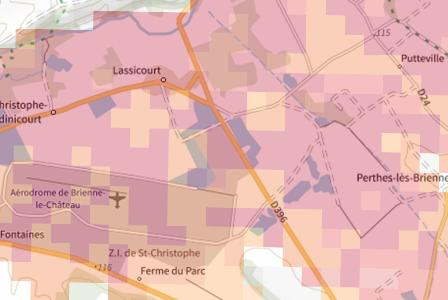 115
Putteville
Lassicourt
D24
hristophe-
dinicourt
Perthes-lès-Brienne
Aérodrome de Brienne-
le-Château
D396
Fontaines
Z.I. de St-Christophe
116
Ferme du Parc